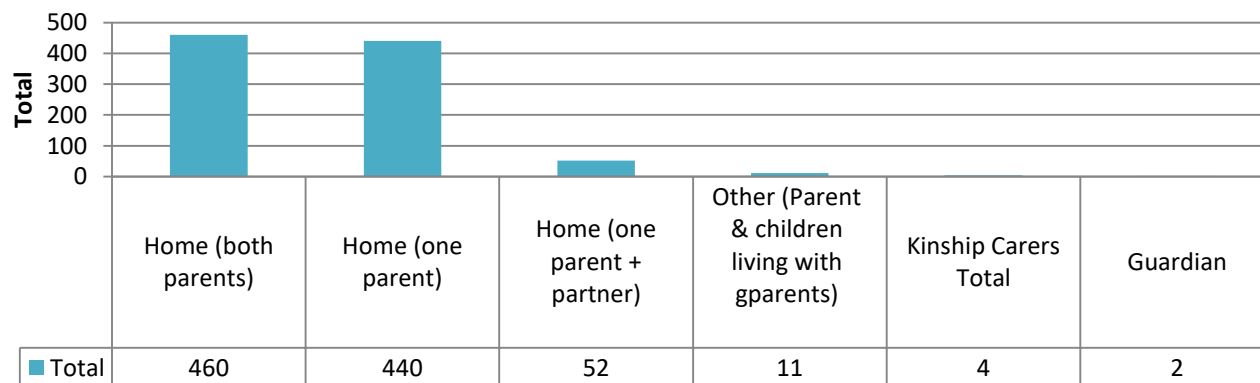 500
400
300
200
100
0
Total
Home (both
parents)
Home (one
parent)
Home (one
parent +
partner)
Other (Parent
& children
living with
gparents)
Kinship Carers
Total
Guardian
Total 460 440 52 11 4 2